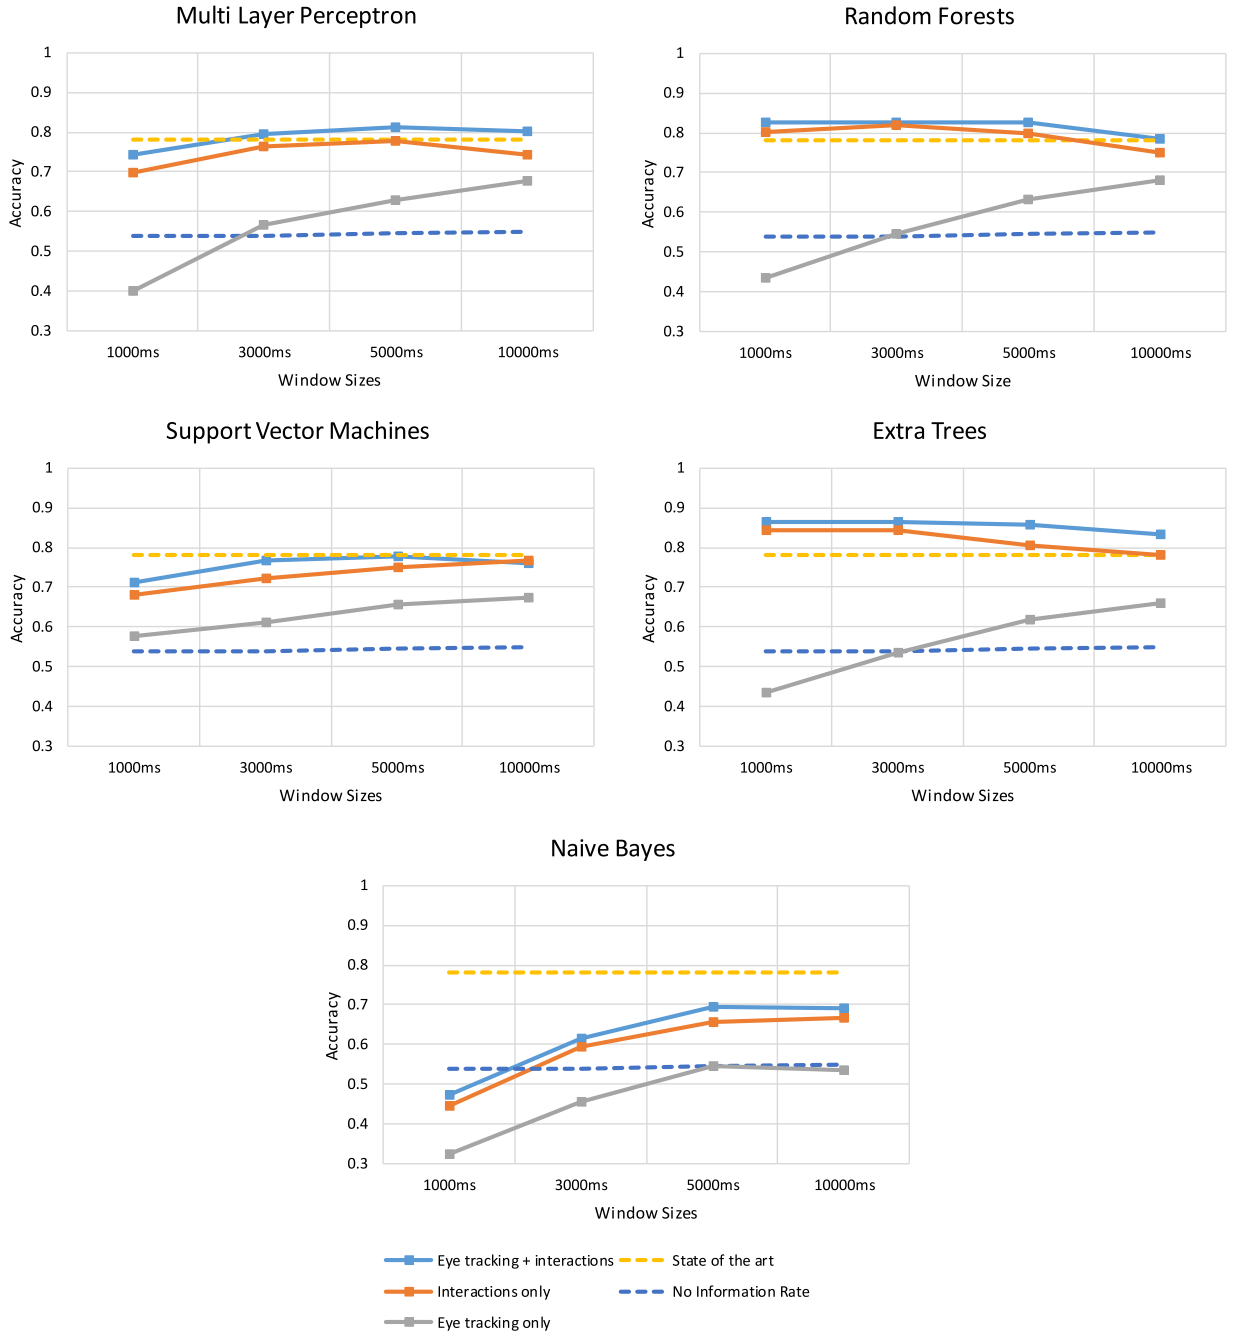 Multi Layer Perceptron
1
0.9
0.8
0.7
0.6
0.5
0.4
0.3
Accuracy
1000ms 3000ms 5000ms 10000ms
Window Sizes
Random Forests
1
0.9
0.8
0.7
0.6
0.5
0.4
0.3
Accuracy
1000ms 3000ms 5000ms 10000ms
Window Size
Support Vector Machines
1
0.9
0.8
0.7
0.6
0.5
0.4
0.3
Accuracy
1000ms 3000ms 5000ms 10000ms
Window Sizes
Extra Trees
1
0.9
0.8
0.7
0.6
0.5
0.4
0.3
Accuracy
1000ms 3000ms 5000ms 10000ms
Window Sizes
Naive Bayes
1
0.9
0.8
0.7
0.6
0.5
0.4
0.3
Accuracy
1000ms 3000ms 5000ms 10000ms
Window Sizes
Eye tracking + interactions State of the art
Interactions only No Information Rate
Eye tracking only